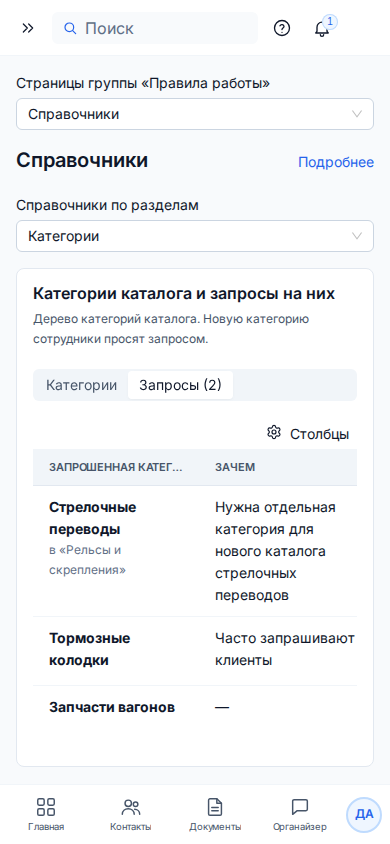 Поиск
1
Страницы группы «Правила работы»
Справочники
Справочники
Подробнее
Справочники по разделам
Категории
Категории каталога и запросы на них
Дерево категорий каталога. Новую категорию
сотрудники просят запросом.
Категории
Запросы (2)
Столбцы
ЗАПРОШЕННАЯ КАТЕГ...
ЗАЧЕМ
Стрелочные
переводы
в «Рельсы и
скрепления»
Нужна отдельная
категория для
нового каталога
стрелочных
переводов
Тормозные
колодки
Часто запрашивают
клиенты
Запчасти вагонов
—
Главная
Контакты
Документы
Органайзер
ДА